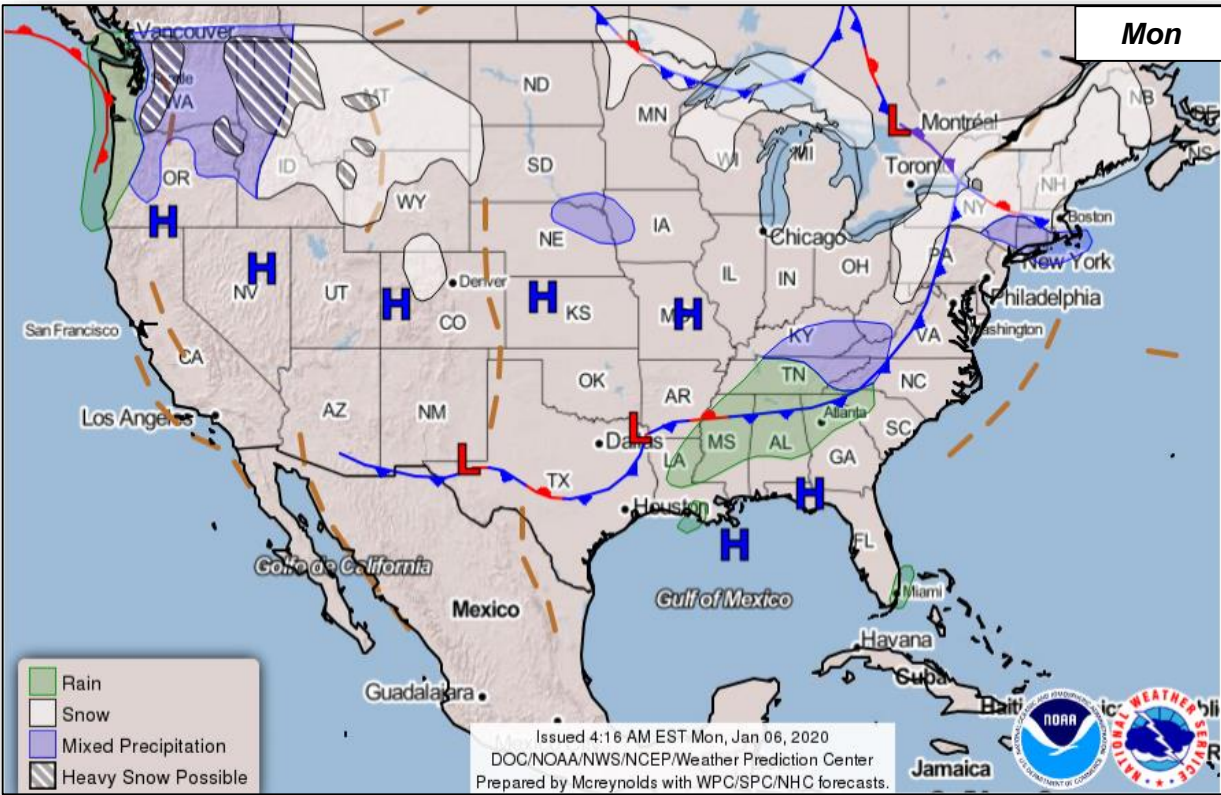 Mon
Vancouver
Seattle
WA
MT
ND
MN
Montréal
NB
NS
OR
ID
SD
WI
MI
Toronto
NH
WY
NY
Boston
H
NE
IA
Chicago
PA
New York
H
NV
UT
H
Denver
CO
H
KS
IL
IN
OH
Philadelphia
San Francisco
H
KY
VA
Washington
CA
OK
TN
NC
Los Angeles
AZ
NM
AR
Atlanta
SC
L
Dallas
MS
AL
GA
L
TX
LA
L
Houston
H
H
FL
Golfo de California
Mexico
Gulf of Mexico
Miami
Havana
Cuba
Guadalajara
Jamaica
Rain
Snow
Mixed Precipitation
Heavy Snow Possible
Issued 4:16 AM EST Mon, Jan 06, 2020
DOC/NOAA/NWS/NCEP/Weather Prediction Center
Prepared by Mcreynolds with WPC/SPC/NHC forecasts.
NOAA
NATIONAL WEATHER SERVICE